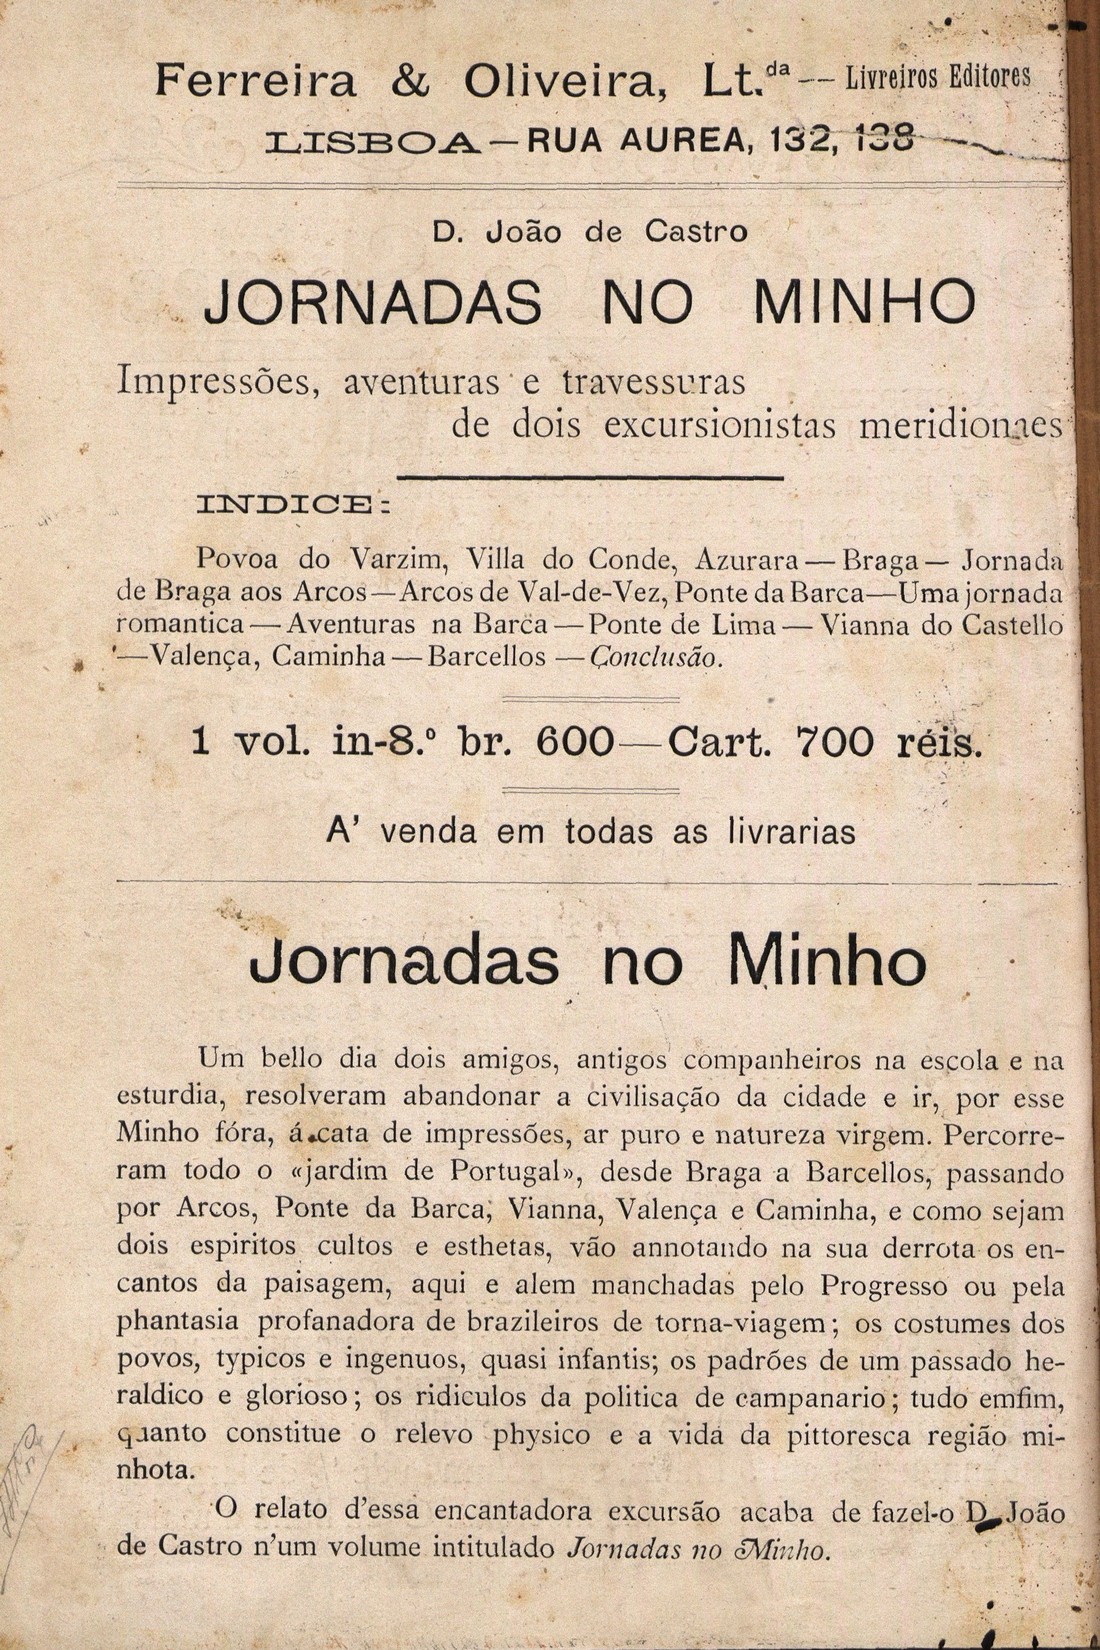 Ferreira & Oliveira, Lt.da -- Livreiros Editores
LISBOA — RUA AUREA, 132, 138
D. João de Castro
JORNADAS NO MINHO
Impressões, aventuras e travessuras
de dois excursionistas meridionaes
INDICE:
Povoa do Varzim, Villa do Conde, Azurara — Braga — Jornada
de Braga aos Arcos — Arcos de Val-de-Vez, Ponte da Barca — Uma jornada
romantica — Aventuras na Barca — Ponte de Lima — Vianna do Castello
— Valença, Caminha — Barcellos — Conclusão.
1 vol. in-8.º br. 600 — Cart. 700 réis.
A' venda em todas as livrarias
Jornadas no Minho
Um bello dia dois amigos, antigos companheiros na escola e na
esturdia, resolveram abandonar a civilisação da cidade e ir, por esse
Minho fóra, á cata de impressões, ar puro e natureza virgem. Percorre-
ram todo o «jardim de Portugal», desde Braga a Barcellos, passando
por Arcos, Ponte da Barca, Vianna, Valença e Caminha, e como sejam
dois espiritos cultos e esthetas, vão annotando na sua derrota os en-
cantos da paisagem, aqui e alem manchadas pelo Progresso ou pela
phantasia profanadora de brazileiros de torna-viagem; os costumes dos
povos, typicos e ingenuos, quasi infantis; os padrões de um passado he-
raldico e glorioso; os ridiculos da politica de campanario; tudo emfim,
quanto constitue o relevo physico e a vida da pittoresca região mi-
nhota.
O relato d'essa encantadora excursão acaba de fazel-o D. João
de Castro n'um volume intitulado Jornadas no Minho.